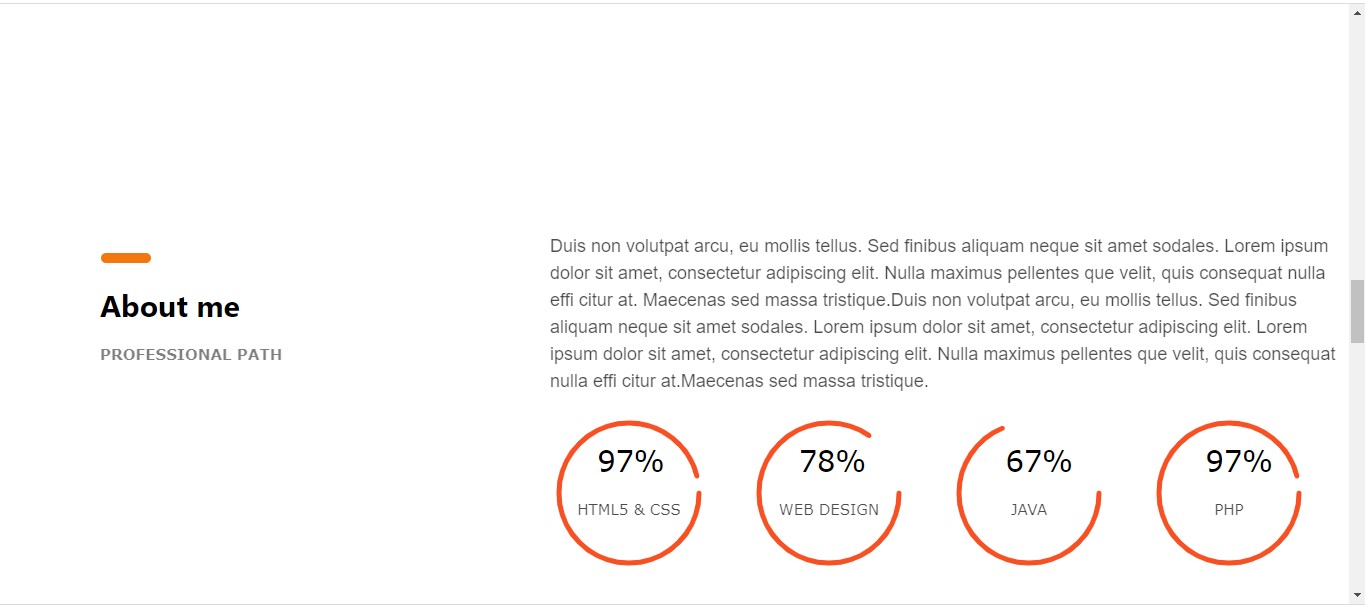 About me
PROFESSIONAL PATH
Duis non volutpat arcu, eu mollis tellus. Sed finibus aliquam neque sit amet sodales. Lorem ipsum
dolor sit amet, consectetur adipiscing elit. Nulla maximus pellentes que velit, quis consequat nulla
effi citur at. Maecenas sed massa tristique.Duis non volutpat arcu, eu mollis tellus. Sed finibus
aliquam neque sit amet sodales. Lorem ipsum dolor sit amet, consectetur adipiscing elit. Lorem
ipsum dolor sit amet, consectetur adipiscing elit. Nulla maximus pellentes que velit, quis consequat
nulla effi citur at.Maecenas sed massa tristique.
97%
HTML5 & CSS
78%
WEB DESIGN
67%
JAVA
97%
PHP